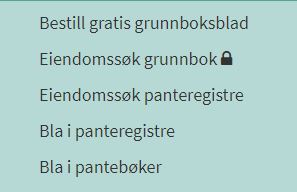 Bestill gratis grunnboksblad
Eiendomssøk grunnbok
Eiendomssøk panteregistre
Bla i panteregistre
Bla i pantebøker